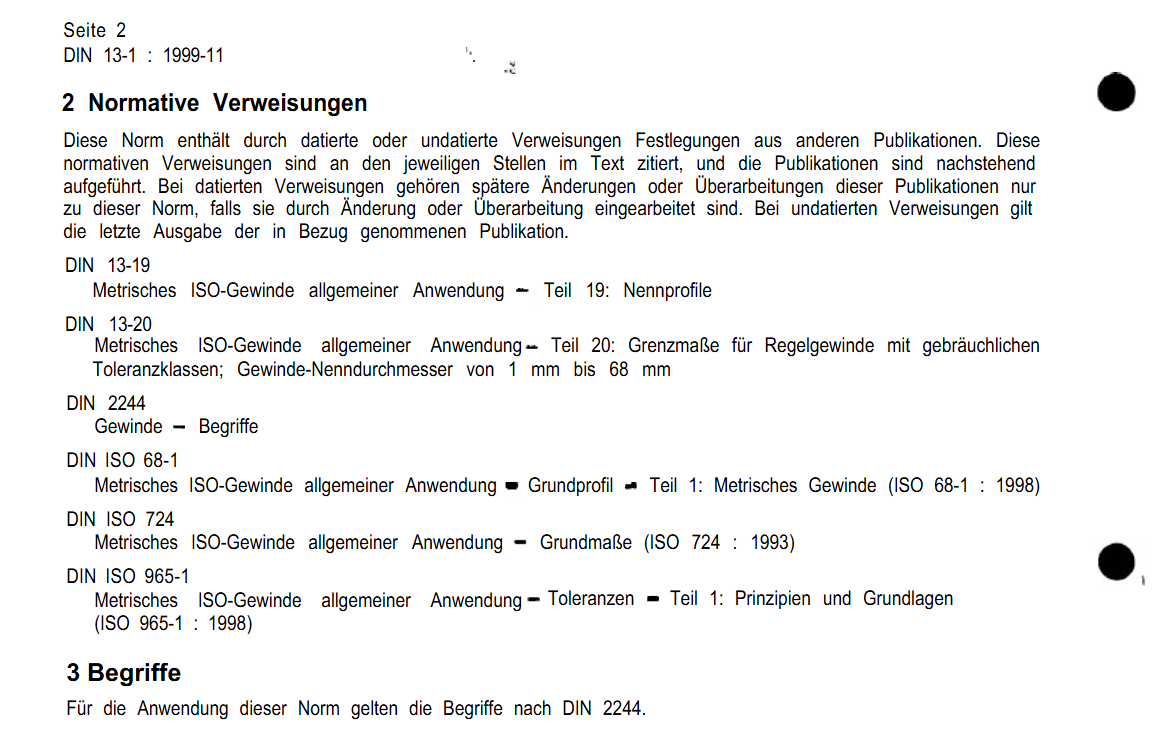 Seite 2
DIN 13-1 : 1999-11
2 Normative Verweisungen
Diese Norm enthält durch datierte oder undatierte Verweisungen Festlegungen aus anderen Publikationen. Diese
normativen Verweisungen sind an den jeweiligen Stellen im Text zitiert, und die Publikationen sind nachstehend
aufgeführt. Bei datierten Verweisungen gehören spätere Änderungen oder Überarbeitungen dieser Publikationen nur
zu dieser Norm, falls sie durch Änderung oder Überarbeitung eingearbeitet sind. Bei undatierten Verweisungen gilt
die letzte Ausgabe der in Bezug genommenen Publikation.
DIN 13-19
Metrisches ISO-Gewinde allgemeiner Anwendung – Teil 19: Nennprofile
DIN 13-20
Metrisches ISO-Gewinde allgemeiner Anwendung – Teil 20: Grenzmaße für Regelgewinde mit gebräuchlichen
Toleranzklassen; Gewinde-Nenndurchmesser von 1 mm bis 68 mm
DIN 2244
Gewinde – Begriffe
DIN ISO 68-1
Metrisches ISO-Gewinde allgemeiner Anwendung – Grundprofil – Teil 1: Metrisches Gewinde (ISO 68-1 : 1998)
DIN ISO 724
Metrisches ISO-Gewinde allgemeiner Anwendung – Grundmaße (ISO 724 : 1993)
DIN ISO 965-1
Metrisches ISO-Gewinde allgemeiner Anwendung – Toleranzen – Teil 1: Prinzipien und Grundlagen
(ISO 965-1 : 1998)
3 Begriffe
Für die Anwendung dieser Norm gelten die Begriffe nach DIN 2244.